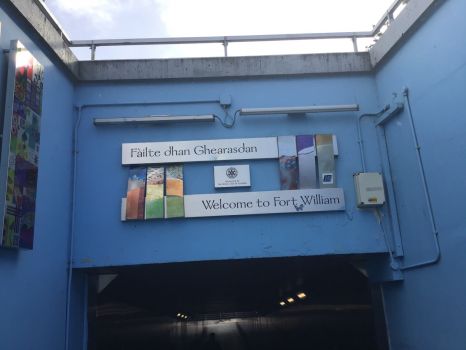 Fàilte dhan Ghearasdan
Welcome to Fort William